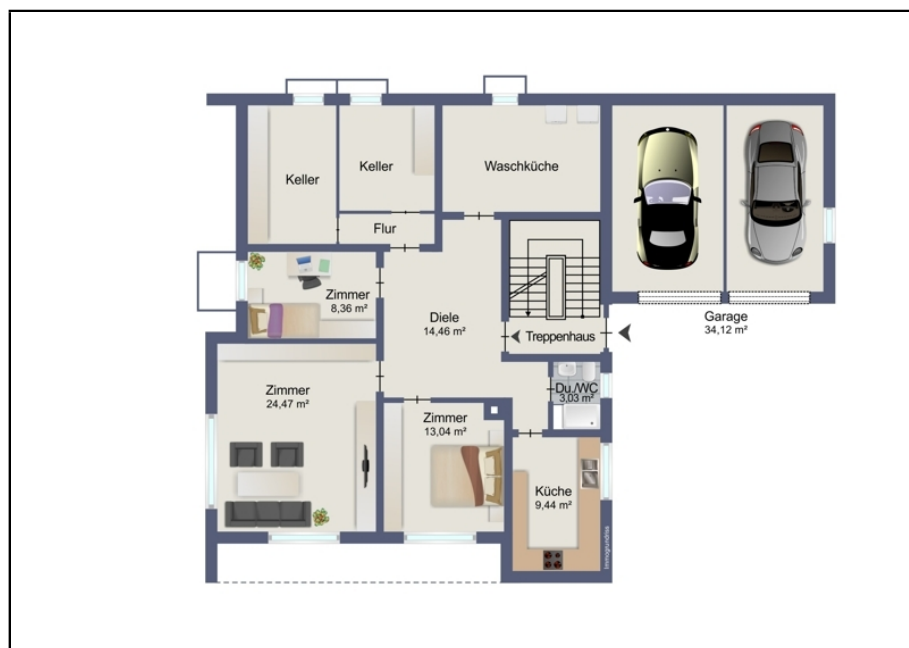 Keller
Keller
Waschküche
Flur
Zimmer
8,36 m²
Diele
14,46 m²
Treppenhaus
Garage
34,12 m²
Zimmer
24,47 m²
Du./WC
3,03 m²
Zimmer
13,04 m²
Küche
9,44 m²
Immogrundriss